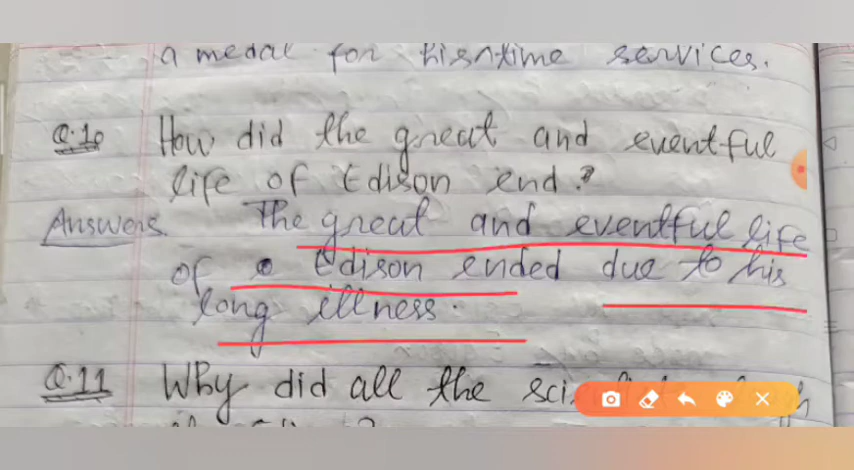 a medal for his services.
Q.10 How did the great and eventful
life of Edison end?
Answers The great and eventful life
of Edison ended due to his
long illness.
Q.11 Why did all the